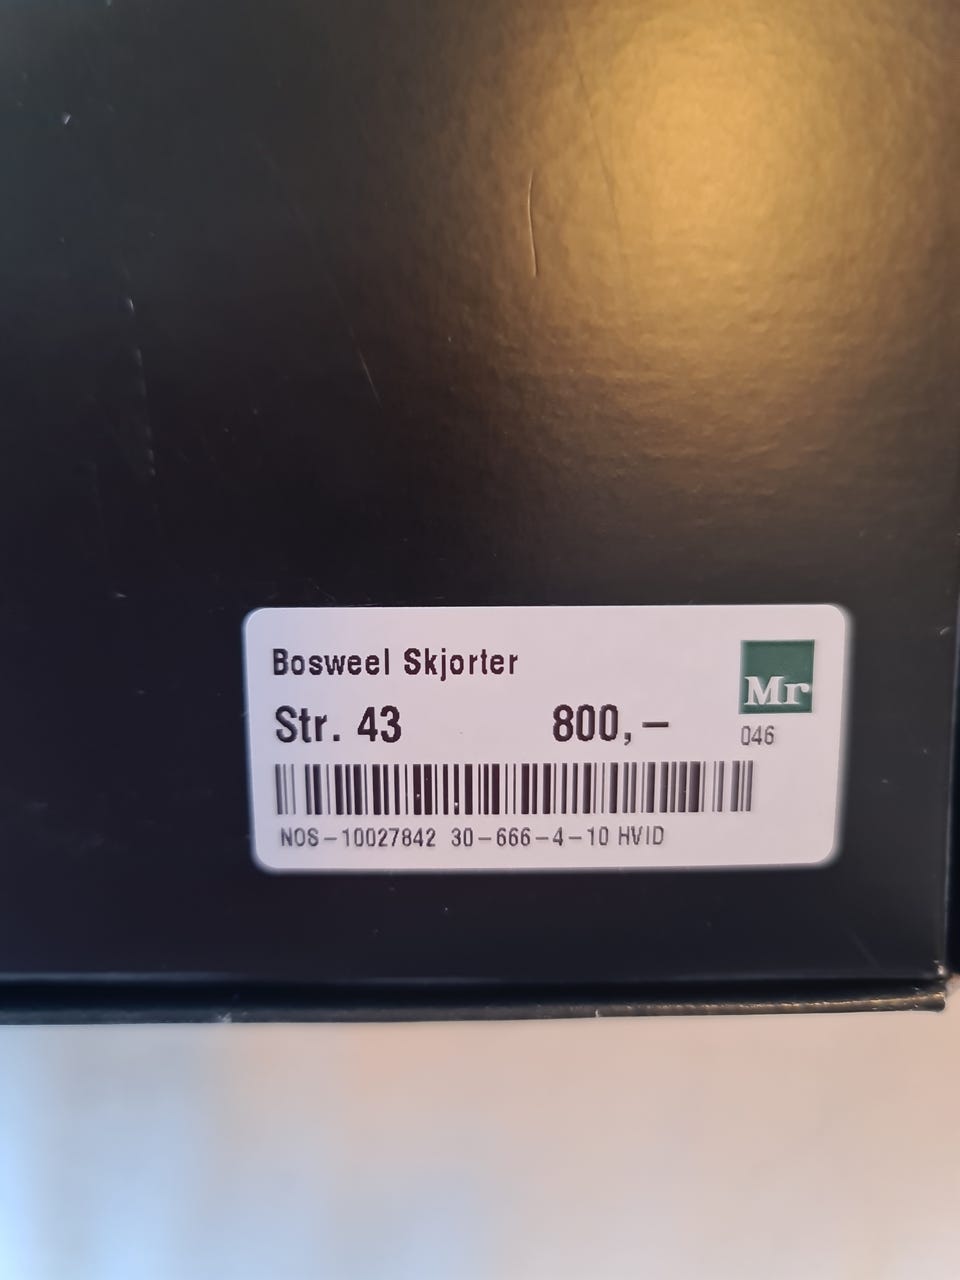 Bosweel Skjorter
Mr
Str. 43 800,-
046
NOS-10027842 30-666-4-10 HVID